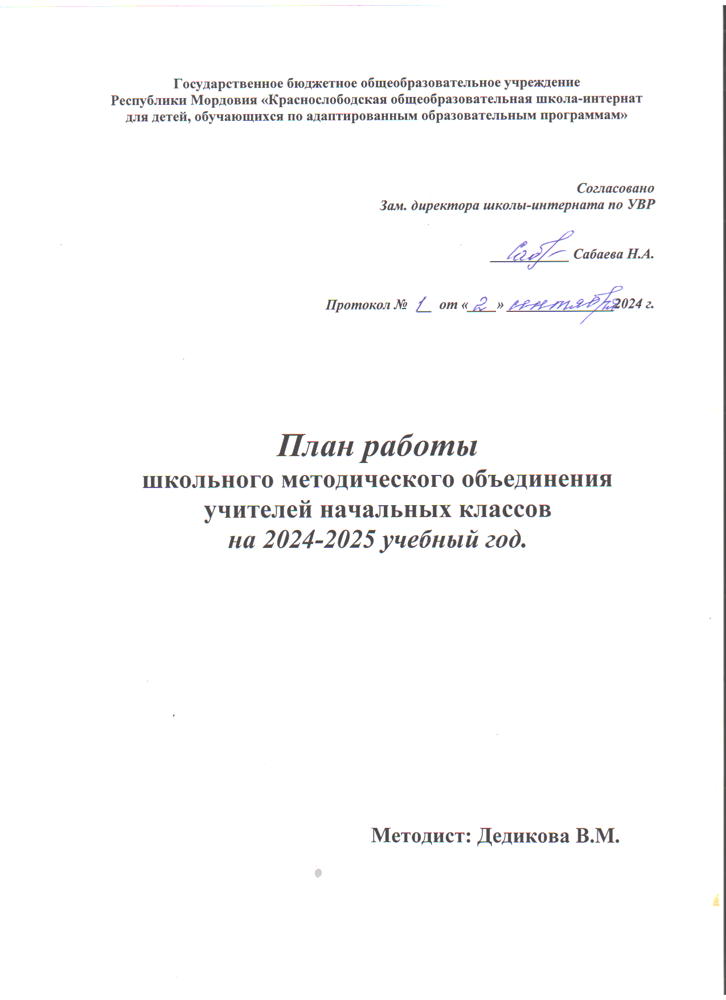 Государственное бюджетное общеобразовательное учреждение
Республики Мордовия «Краснослободская общеобразовательная школа-интернат
для детей, обучающихся по адаптированным образовательным программам»
Согласовано
Зам. директора школы-интерната по УВР
Саб Сабаева Н.А.
Протокол № 1 от «2» сентября 2024 г.
План работы
школьного методического объединения
учителей начальных классов
на 2024-2025 учебный год.
Методист: Дедикова В.М.